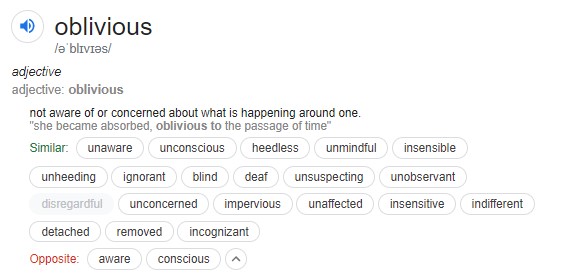 oblivious
/əˈblɪvɪəs/
adjective
adjective: oblivious
not aware of or concerned about what is happening around one.
"she became absorbed, oblivious to the passage of time"
Similar: unaware unconscious heedless unmindful insensible
unheeding ignorant blind deaf unsuspecting unobservant
disregardful unconcerned impervious unaffected insensitive indifferent
detached removed incognizant
Opposite: aware conscious